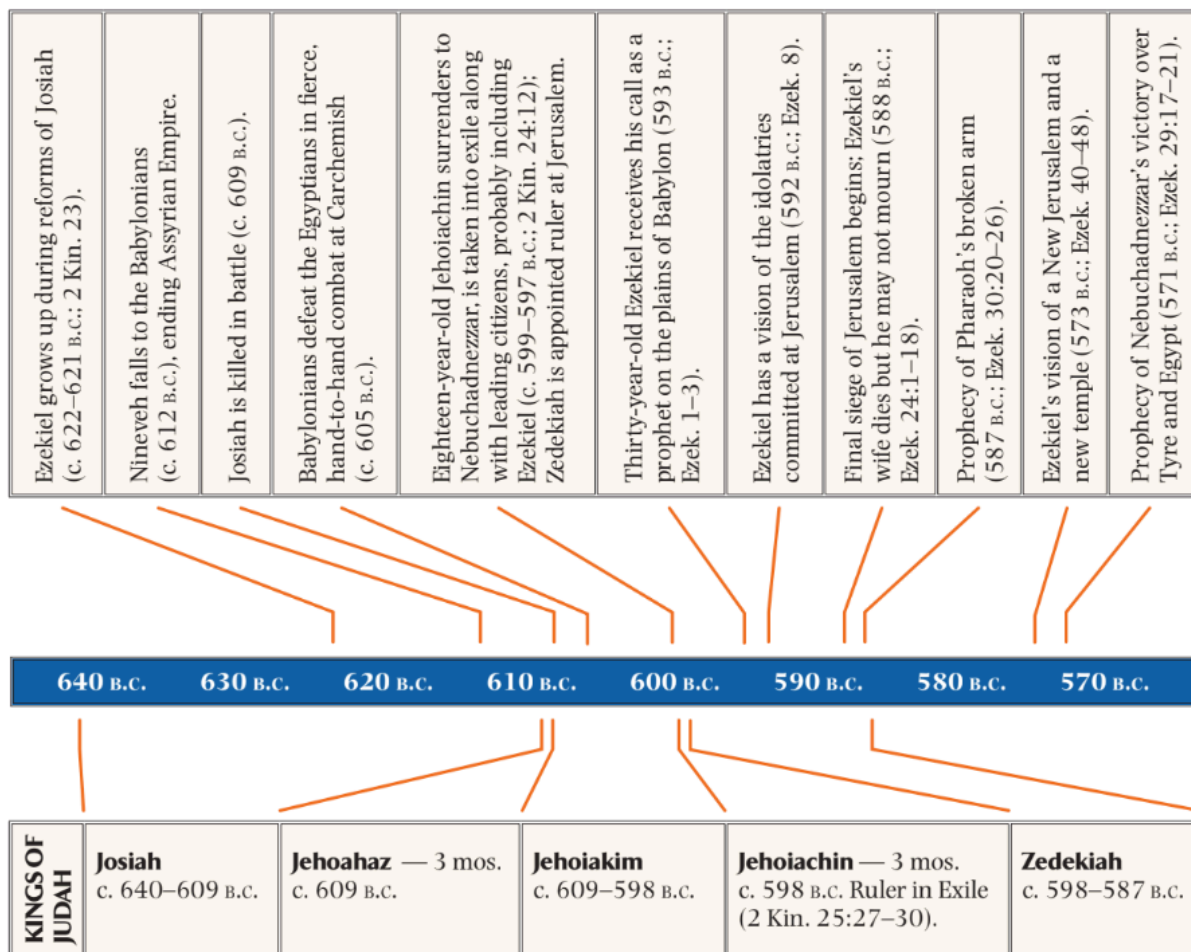 Ezekiel grows up during reforms of Josiah
(c. 622–621 B.C.; 2 Kin. 23).
Nineveh falls to the Babylonians
(c. 612 B.C.), ending Assyrian Empire.
Josiah is killed in battle (c. 609 B.C.).
Babylonians defeat the Egyptians in fierce,
hand-to-hand combat at Carchemish
(c. 605 B.C.).
Eighteen-year-old Jehoiachin surrenders to
Nebuchadnezzar, is taken into exile along
with leading citizens, probably including
Ezekiel (c. 599–597 B.C.; 2 Kin. 24:12);
Zedekiah is appointed ruler at Jerusalem.
Thirty-year-old Ezekiel receives his call as a
prophet on the plains of Babylon (593 B.C.;
Ezek. 1–3).
Ezekiel has a vision of the idolatries
committed at Jerusalem (592 B.C.; Ezek. 8).
Final siege of Jerusalem begins; Ezekiel's
wife dies but he may not mourn (588 B.C.;
Ezek. 24:1–18).
Prophecy of Pharaoh's broken arm
(587 B.C.; Ezek. 30:20–26).
Ezekiel's vision of a New Jerusalem and a
new temple (573 B.C.; Ezek. 40–48).
Prophecy of Nebuchadnezzar's victory over
Tyre and Egypt (571 B.C.; Ezek. 29:17–21).
640 B.C. 630 B.C. 620 B.C. 610 B.C. 600 B.C. 590 B.C. 580 B.C. 570 B.C.
KINGS OF
JUDAH
Josiah
c. 640–609 B.C.
Jehoahaz — 3 mos.
c. 609 B.C.
Jehoiakim
c. 609–598 B.C.
Jehoiachin — 3 mos.
c. 598 B.C. Ruler in Exile
(2 Kin. 25:27–30).
Zedekiah
c. 598–587 B.C.